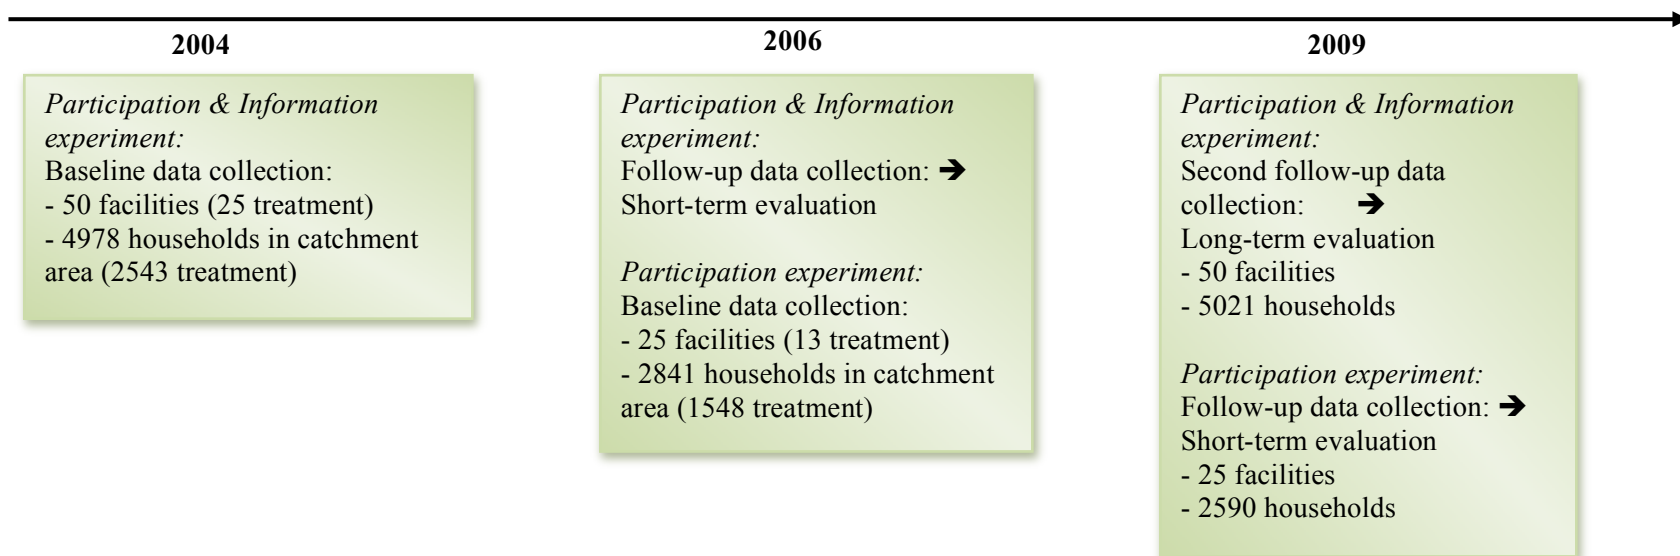 2004
Participation & Information
experiment:
Baseline data collection:
- 50 facilities (25 treatment)
- 4978 households in catchment
area (2543 treatment)
2006
Participation & Information
experiment:
Follow-up data collection: ➔
Short-term evaluation
Participation experiment:
Baseline data collection:
- 25 facilities (13 treatment)
- 2841 households in catchment
area (1548 treatment)
2009
Participation & Information
experiment:
Second follow-up data
collection: ➔
Long-term evaluation
- 50 facilities
- 5021 households
Participation experiment:
Follow-up data collection: ➔
Short-term evaluation
- 25 facilities
- 2590 households